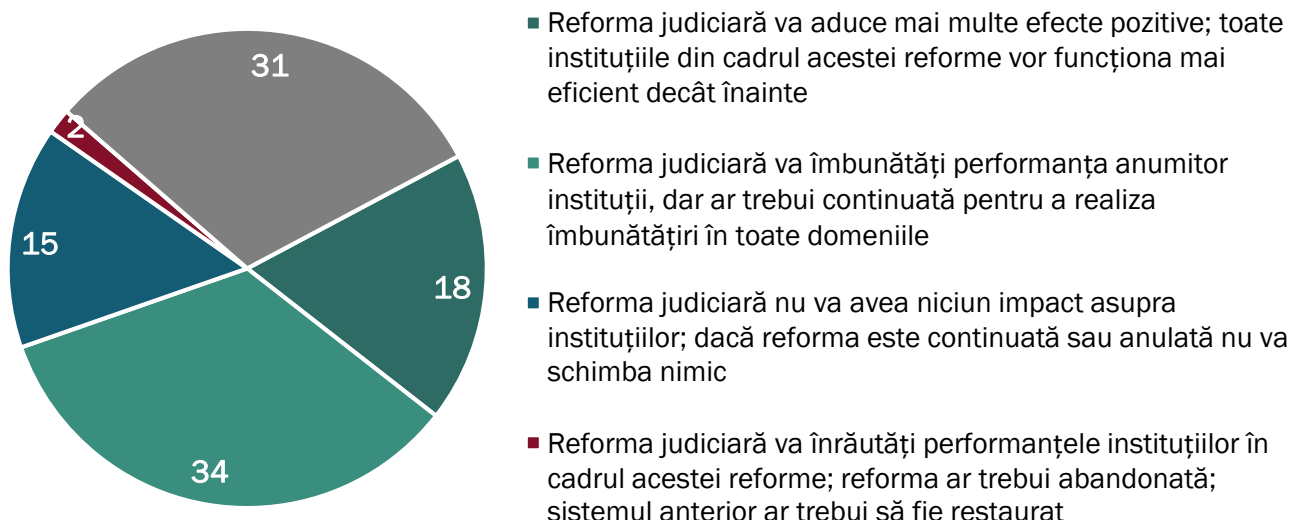 31
2
15
18
34
Reforma judiciară va aduce mai multe efecte pozitive; toate
instituțiile din cadrul acestei reforme vor funcționa mai
eficient decât înainte
Reforma judiciară va îmbunătăți performanța anumitor
instituții, dar ar trebui continuată pentru a realiza
îmbunătățiri în toate domeniile
Reforma judiciară nu va avea niciun impact asupra
instituțiilor; dacă reforma este continuată sau anulată nu va
schimba nimic
Reforma judiciară va înrăutăți performanțele instituțiilor în
cadrul acestei reforme; reforma ar trebui abandonată;
sistemul anterior ar trebui să fie restaurat